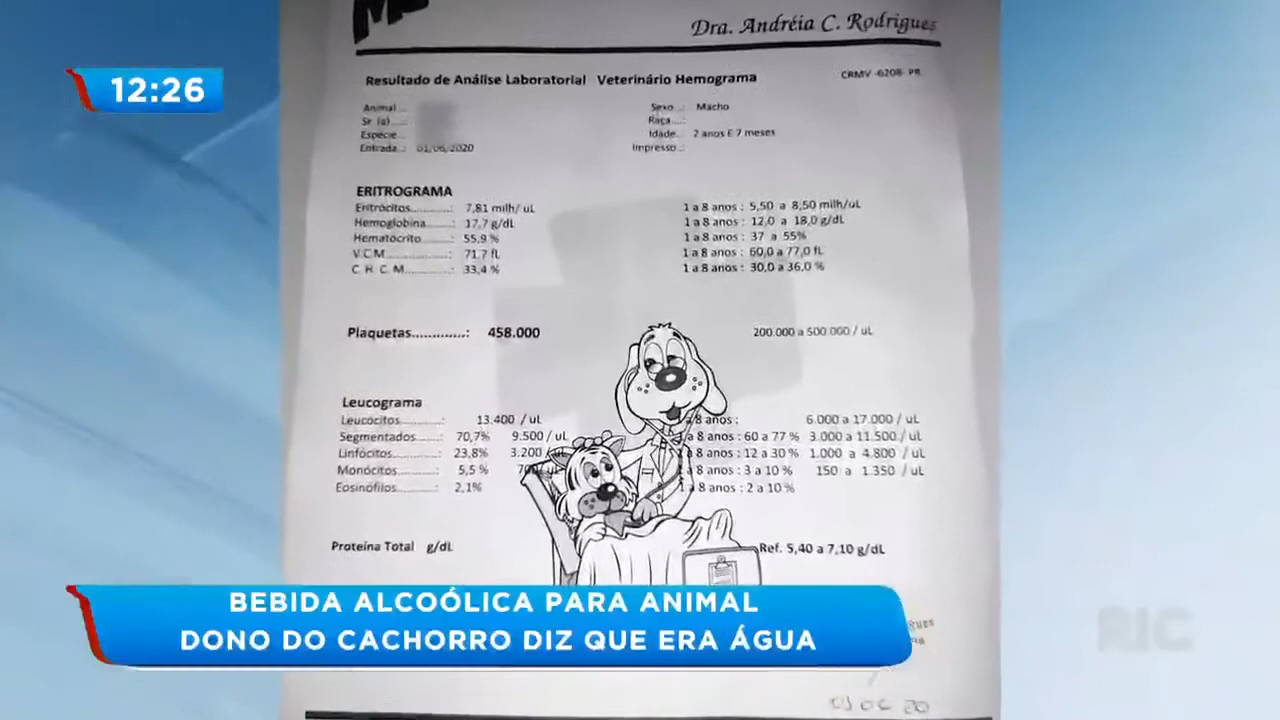 Dra. Andréia C. Rodrigues
CRMV -6208- PR
12:26
Resultado de Análise Laboratorial Veterinário Hemograma
Animal...
Sexo ..: Macho
Sr. (a)....:
Raça....:
Espécie..
Idade.. 2 anos E 7 meses
Entrada..: 01/06/2020
Impresso..:
ERITROGRAMA
Eritrócitos............: 7,81 milh/ uL 1 a 8 anos : 5,50 a 8,50 milh/uL
Hemoglobina.......: 17,7 g/dL 1 a 8 anos : 12,0 a 18,0 g/dL
Hematócrito.........: 55,9 % 1 a 8 anos : 37 a 55%
V.C.M...................: 71,7 fL 1 a 8 anos : 60,0 a 77,0 fL
C. H. C. M.............: 33,4 % 1 a 8 anos : 30,0 a 36,0 %
Plaquetas.............: 458.000 200.000 a 500.000 / uL
Leucograma
Leucócitos...........: 13.400 / uL a 8 anos : 6.000 a 17.000 / uL
Segmentados......: 70,7% 9.500 / uL 1 a 8 anos : 60 a 77 % 3.000 a 11.500 / uL
Linfócitos............: 23,8% 3.200 / uL a 8 anos : 12 a 30 % 1.000 a 4.800 / uL
Monócitos...........: 5,5 % 1 a 8 anos : 3 a 10 % 150 a 1.350 / uL
Eosinófilos...........: 2,1% 1 a 8 anos : 2 a 10 %
Proteína Total g/dL Ref. 5,40 a 7,10 g/dL
BEBIDA ALCOÓLICA PARA ANIMAL
DONO DO CACHORRO DIZ QUE ERA ÁGUA
RIC